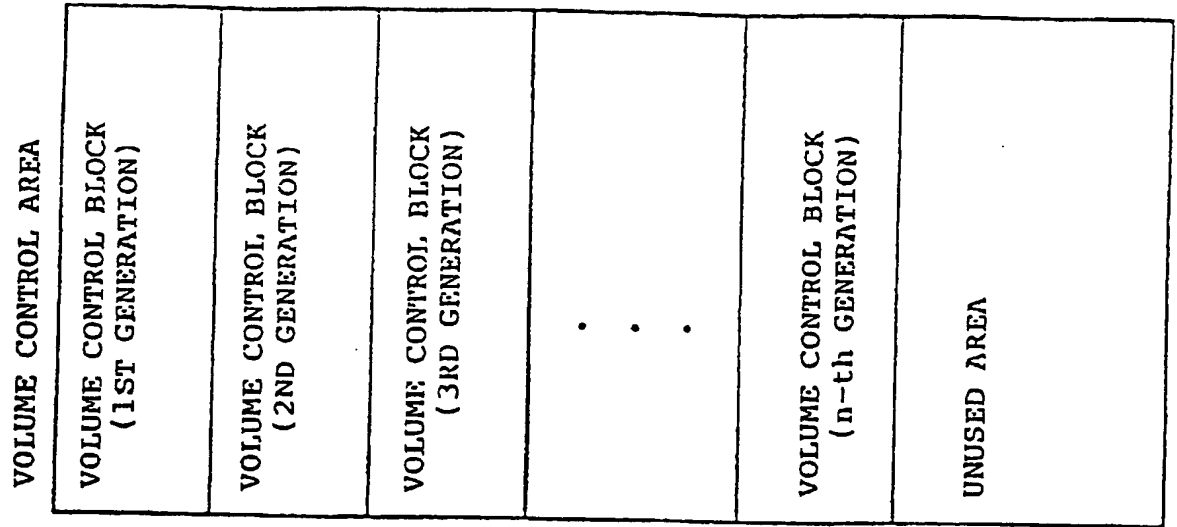 VOLUME CONTROL AREA
VOLUME CONTROL BLOCK
(1ST GENERATION)
VOLUME CONTROL BLOCK
(2ND GENERATION)
VOLUME CONTROL BLOCK
(3RD GENERATION)
. . .
VOLUME CONTROL BLOCK
(n-th GENERATION)
UNUSED AREA